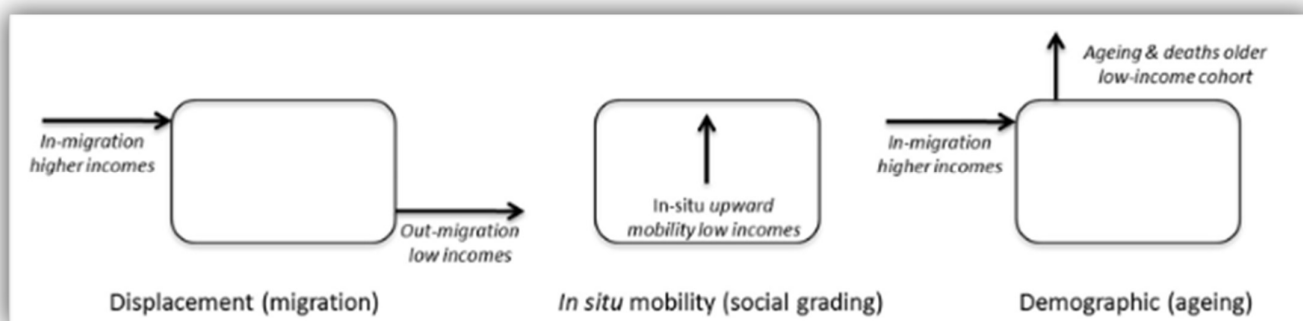 In-migration
higher incomes
Out-migration
low incomes
Displacement (migration)
In-situ upward
mobility low incomes
In situ mobility (social grading)
Ageing & deaths older
low-income cohort
In-migration
higher incomes
Demographic (ageing)